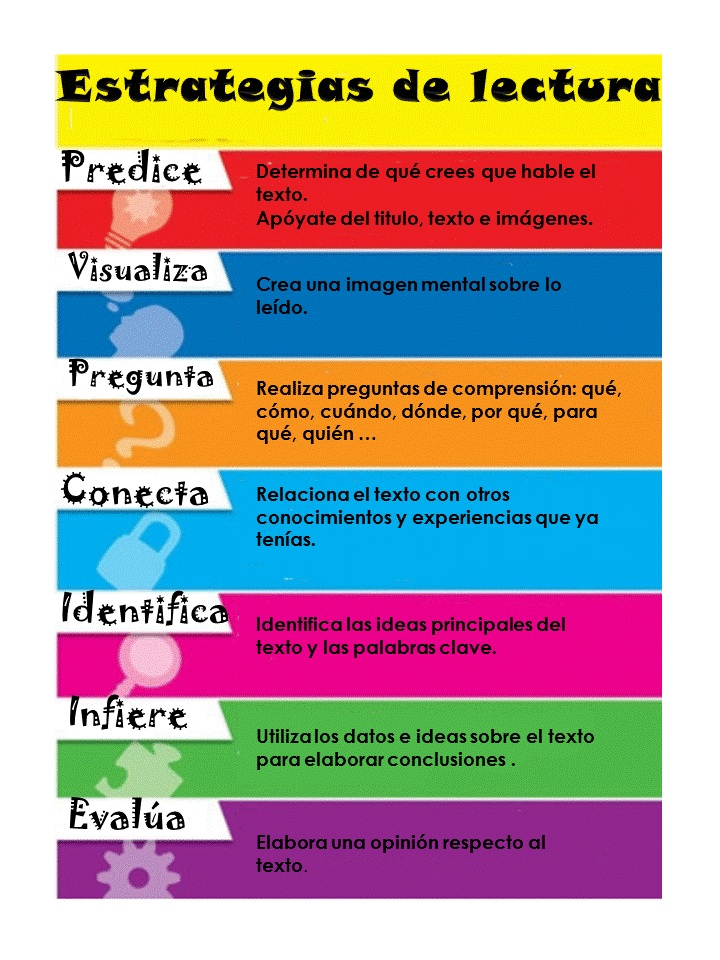 Estrategias de lectura
Predice
Determina de qué crees que hable el
texto.
Apóyate del titulo, texto e imágenes.
Visualiza
Crea una imagen mental sobre lo
leído.
Pregunta
Realiza preguntas de comprensión: qué,
cómo, cuándo, dónde, por qué, para
qué, quién ...
Conecta
Relaciona el texto con otros
conocimientos y experiencias que ya
tenías.
Identifica
Identifica las ideas principales del
texto y las palabras clave.
Infiere
Utiliza los datos e ideas sobre el texto
para elaborar conclusiones .
Evalúa
Elabora una opinión respecto al
texto.